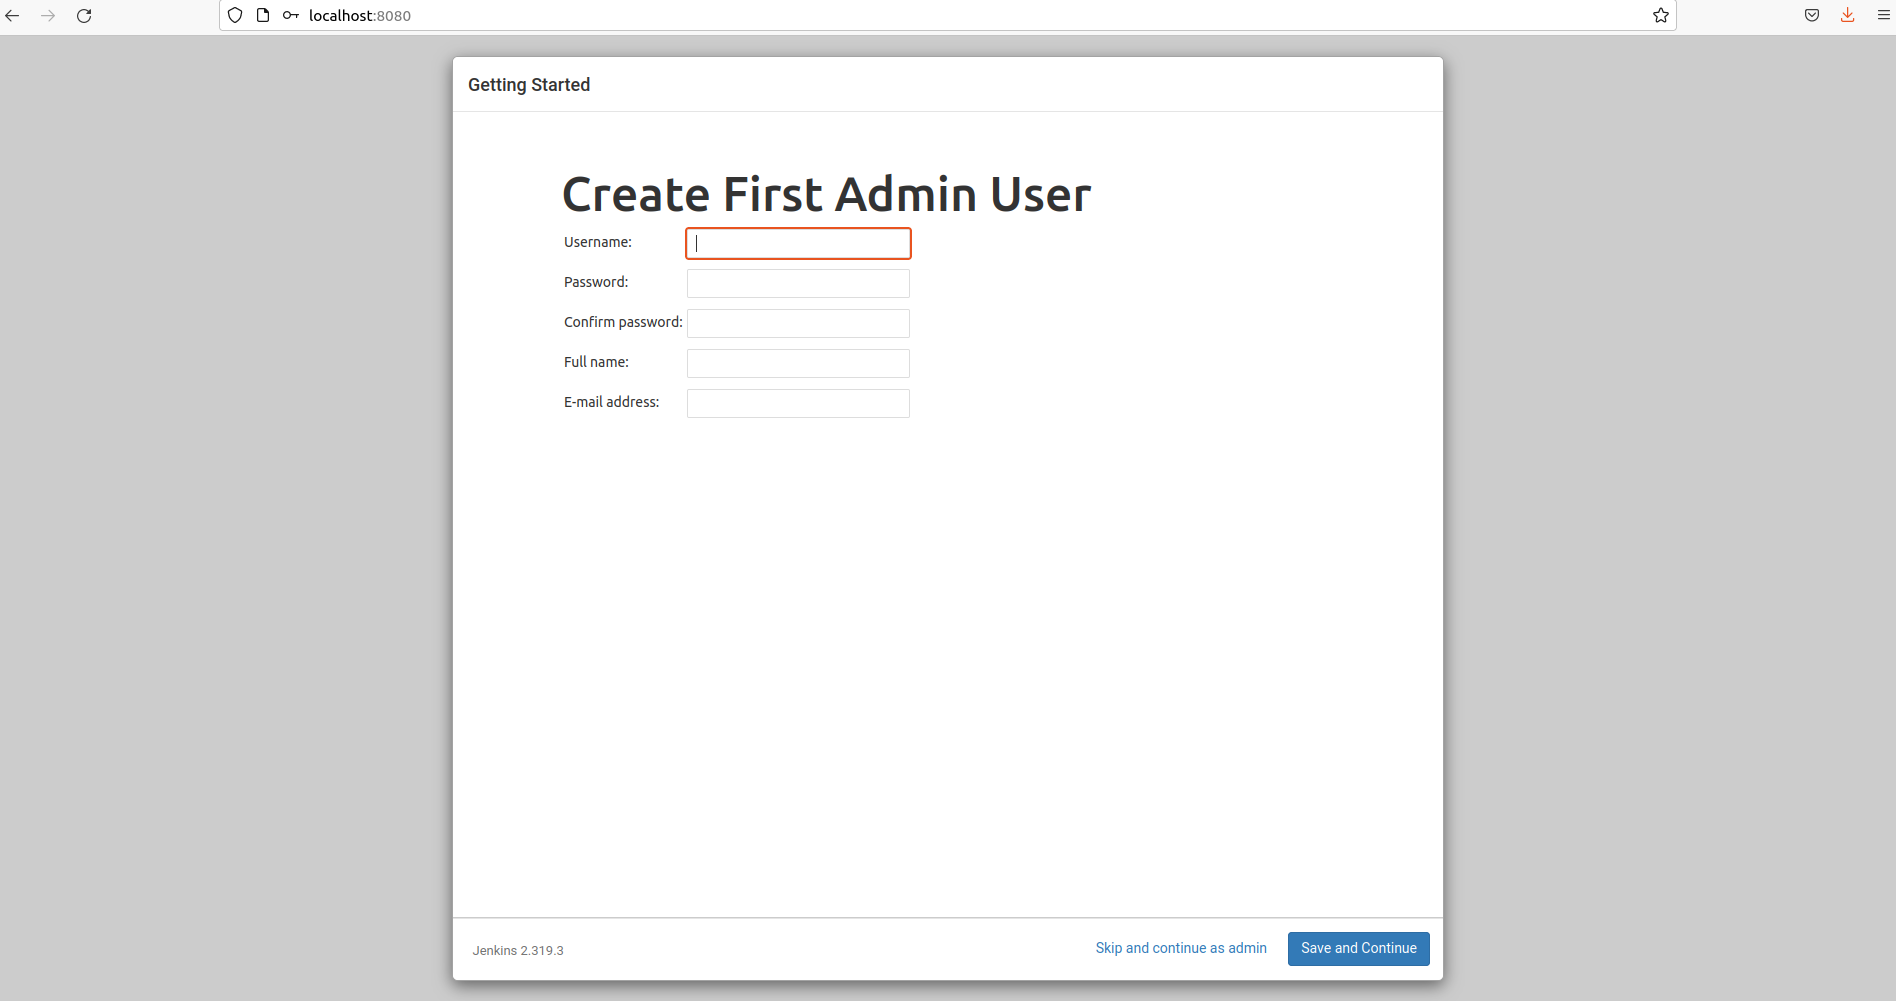 localhost:8080
Getting Started
Create First Admin User
Username:
Password:
Confirm password:
Full name:
E-mail address:
Jenkins 2.319.3
Skip and continue as admin
Save and Continue